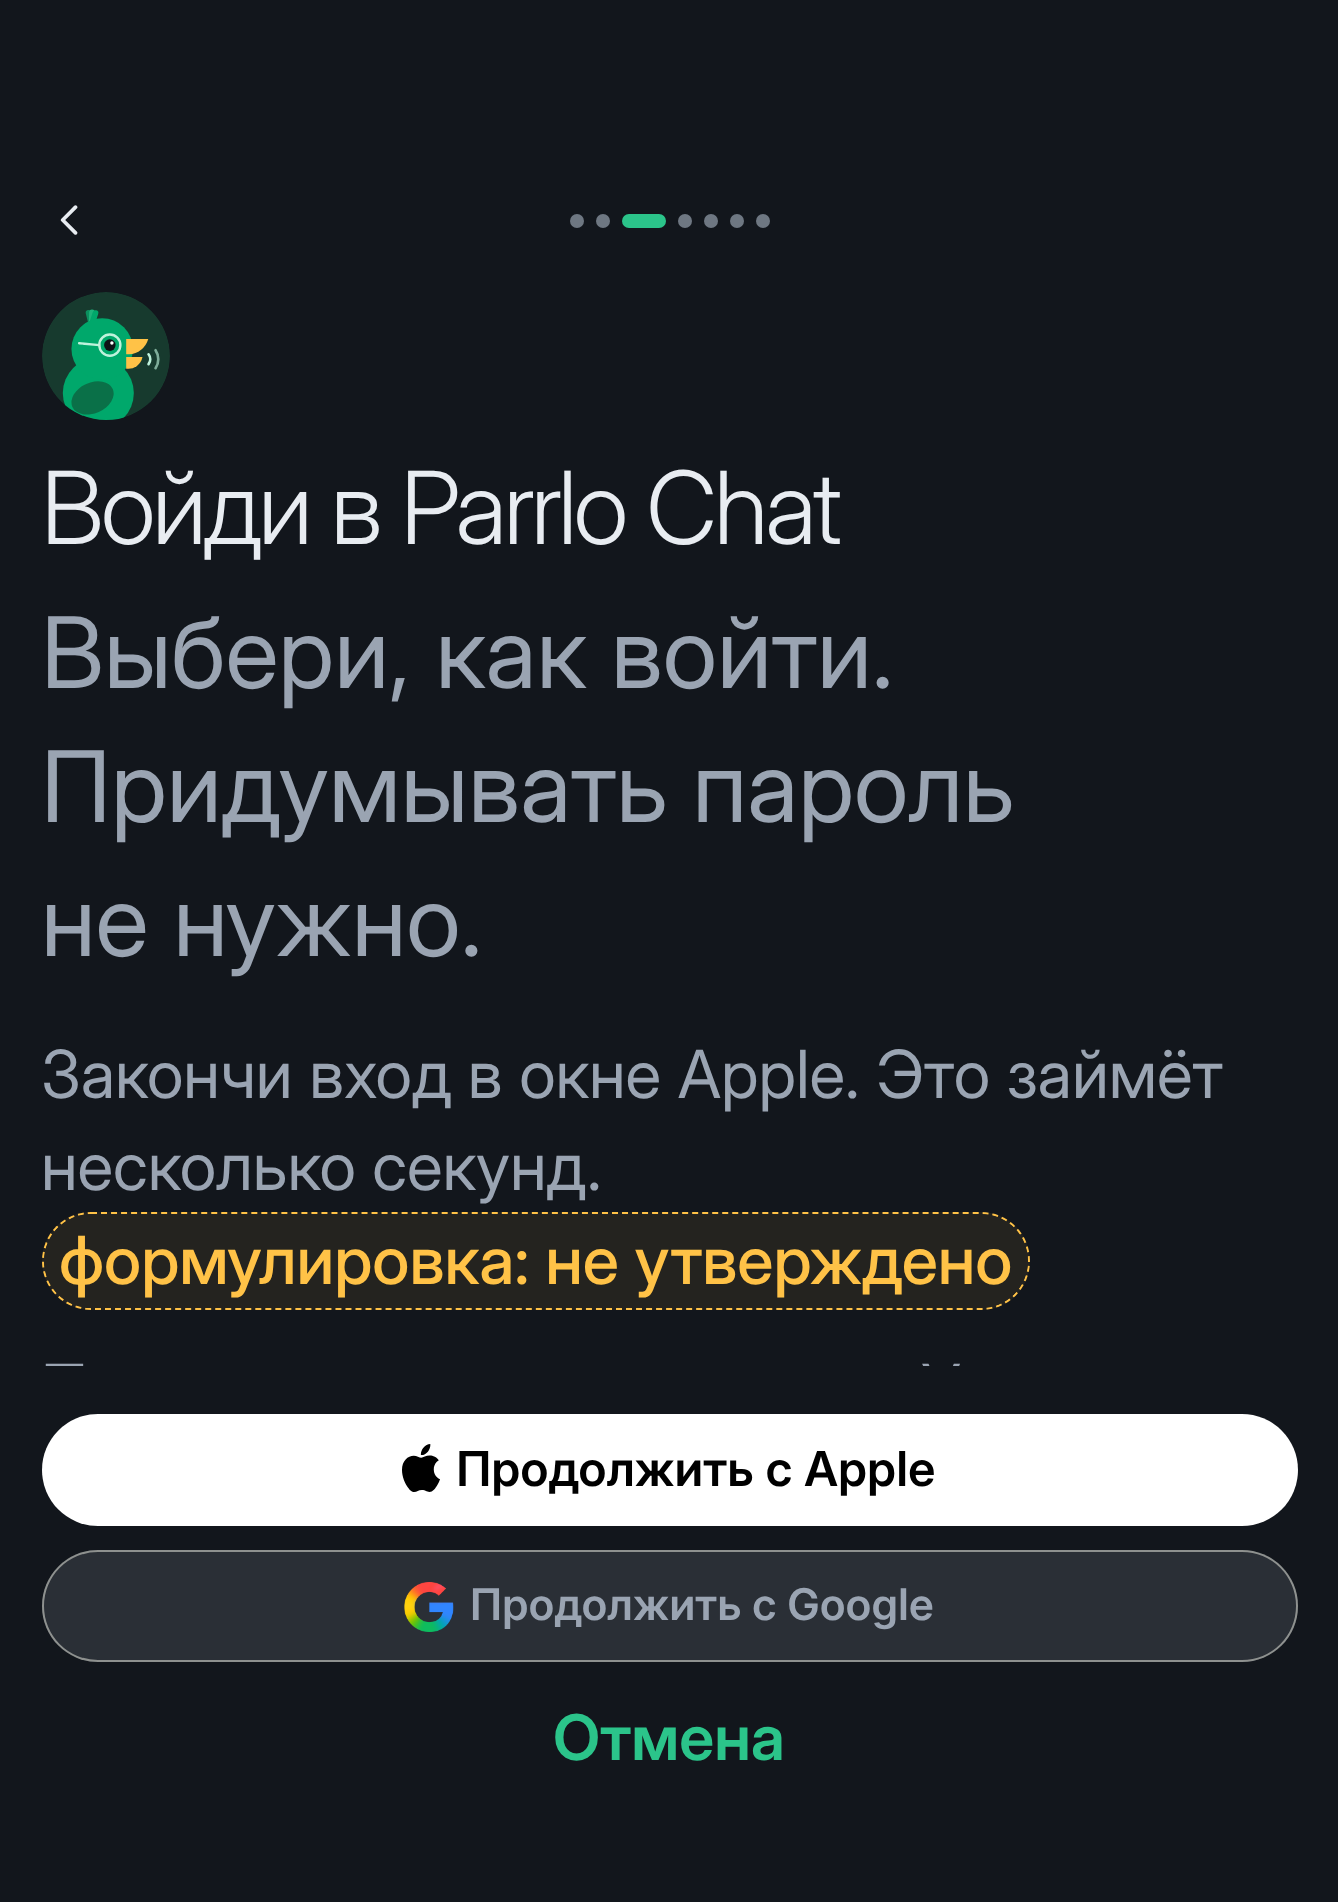 Войди в Parrlo Chat
Выбери, как войти.
Придумывать пароль
не нужно.
Закончи вход в окне Apple. Это займёт
несколько секунд.
формулировка: не утверждено
Продолжить с Apple
Продолжить с Google
Отмена